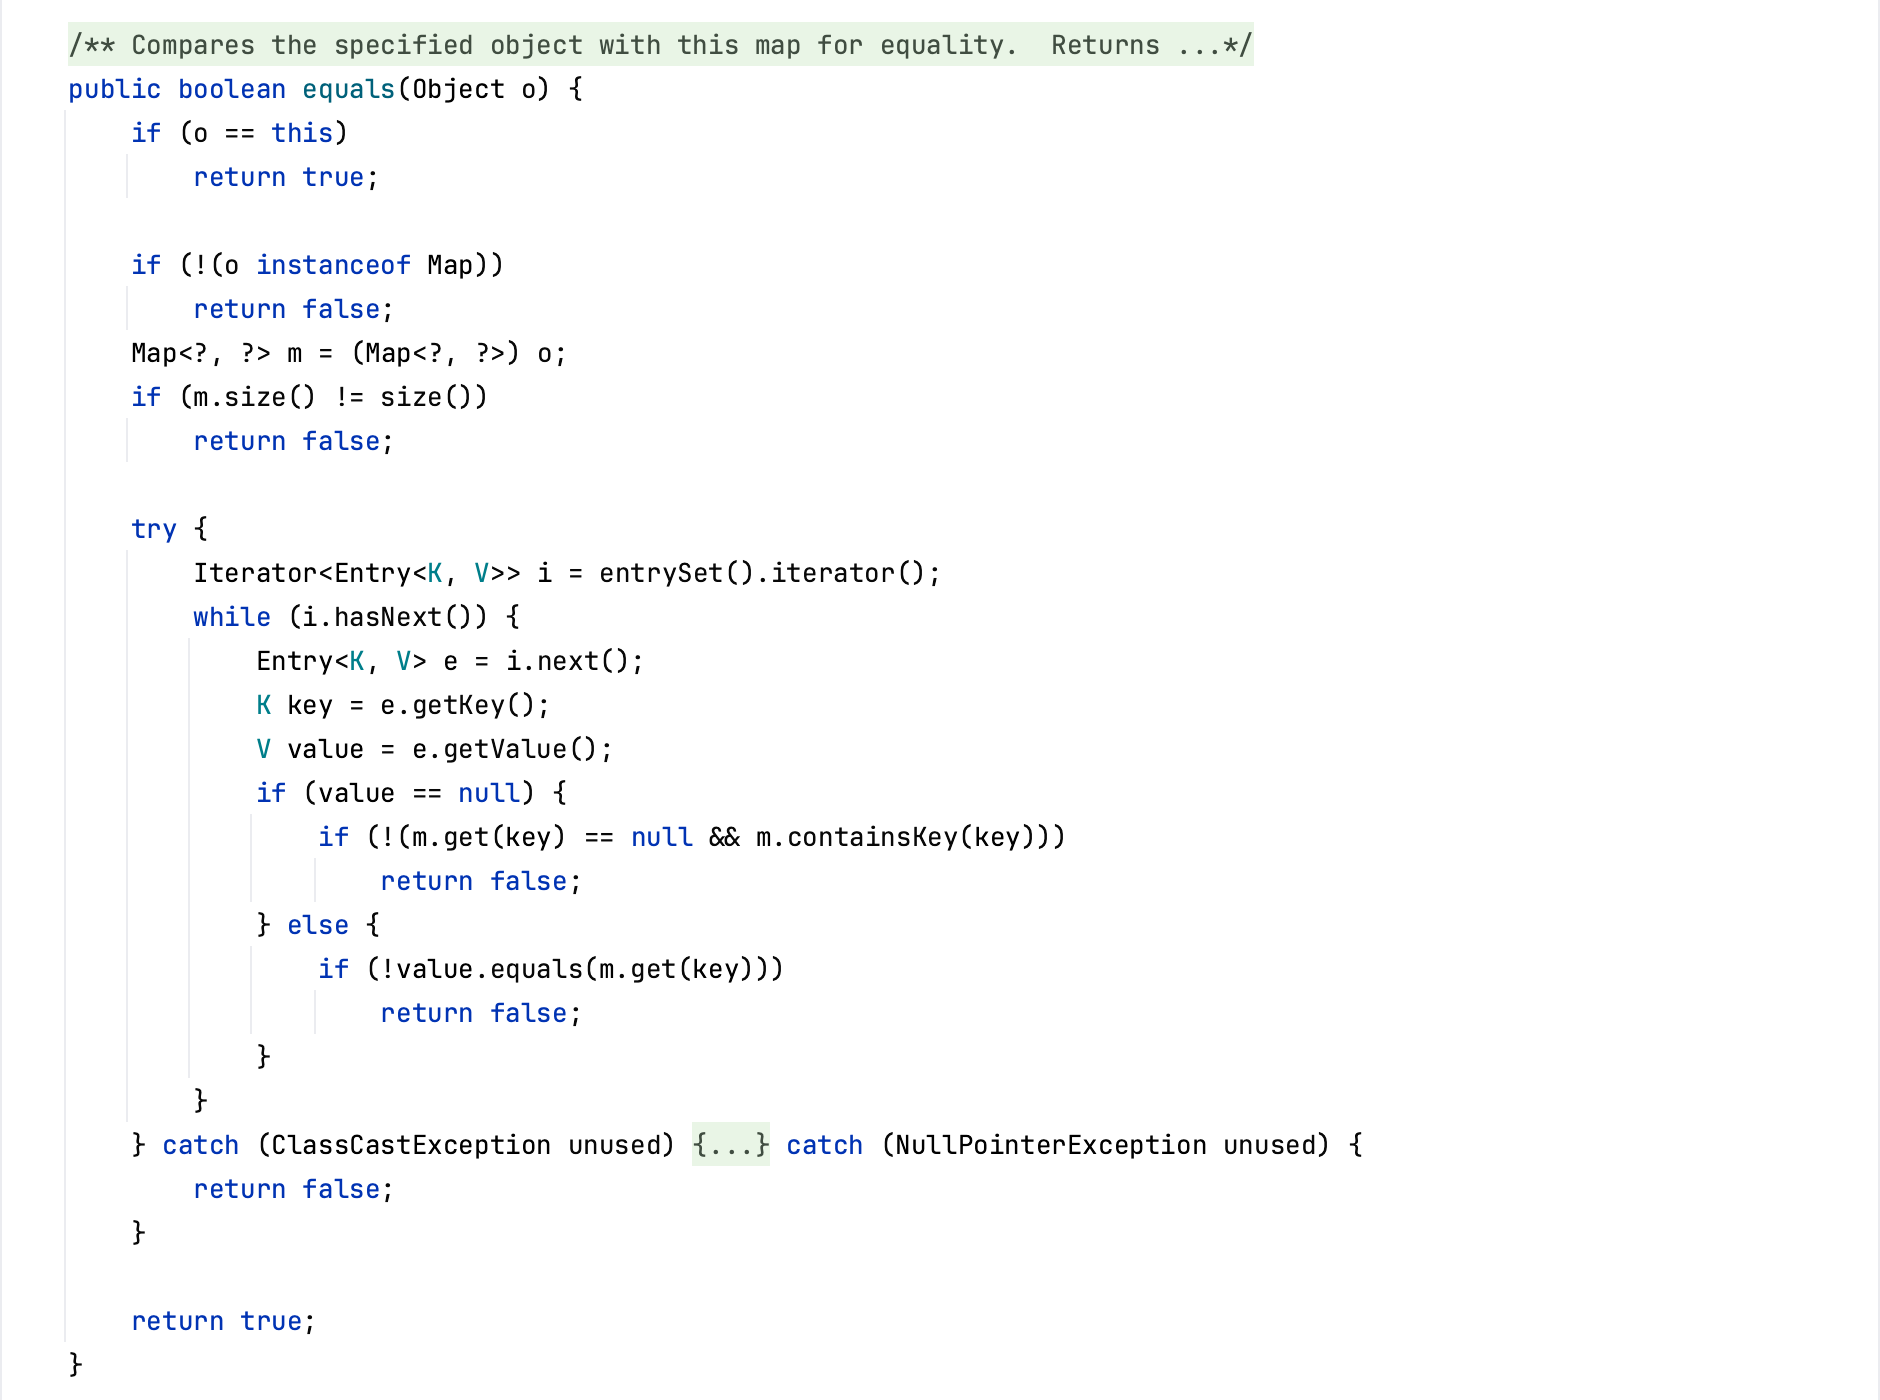 /** Compares the specified object with this map for equality.  Returns ...*/
public boolean equals(Object o) {
    if (o == this)
        return true;

    if (!(o instanceof Map))
        return false;
    Map<?, ?> m = (Map<?, ?>) o;
    if (m.size() != size())
        return false;

    try {
        Iterator<Entry<K, V>> i = entrySet().iterator();
        while (i.hasNext()) {
            Entry<K, V> e = i.next();
            K key = e.getKey();
            V value = e.getValue();
            if (value == null) {
                if (!(m.get(key) == null && m.containsKey(key)))
                    return false;
            } else {
                if (!value.equals(m.get(key)))
                    return false;
            }
        }
    } catch (ClassCastException unused) {...} catch (NullPointerException unused) {
        return false;
    }

    return true;
}